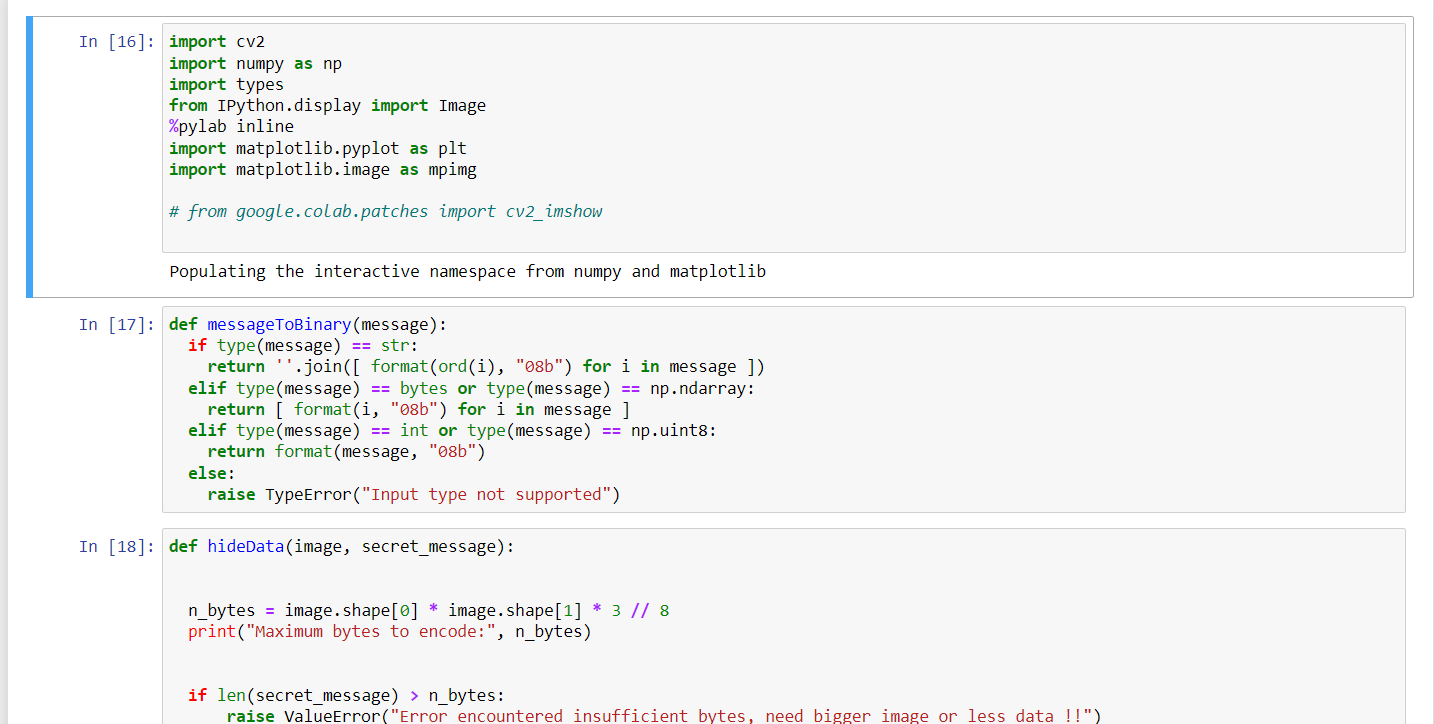 In [16]: import cv2
import numpy as np
import types
from IPython.display import Image
%pylab inline
import matplotlib.pyplot as plt
import matplotlib.image as mpimg
# from google.colab.patches import cv2_imshow
Populating the interactive namespace from numpy and matplotlib
In [17]: def messageToBinary(message):
  if type(message) == str:
    return ''.join([ format(ord(i), "08b") for i in message ])
  elif type(message) == bytes or type(message) == np.ndarray:
    return [ format(i, "08b") for i in message ]
  elif type(message) == int or type(message) == np.uint8:
    return format(message, "08b")
  else:
    raise TypeError("Input type not supported")
In [18]: def hideData(image, secret_message):
  n_bytes = image.shape[0] * image.shape[1] * 3 // 8
  print("Maximum bytes to encode:", n_bytes)
  if len(secret_message) > n_bytes:
      raise ValueError("Error encountered insufficient bytes, need bigger image or less data !!")